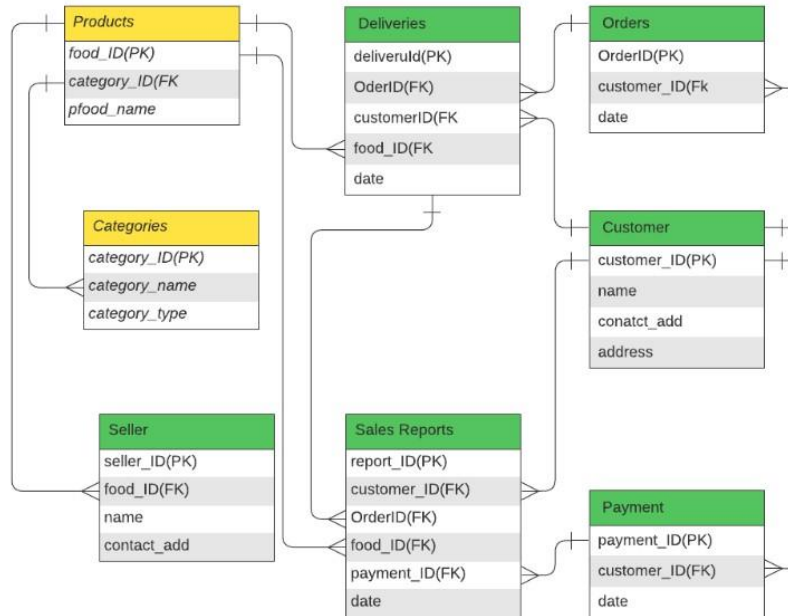 Products
food_ID(PK)
category_ID(FK
pfood_name
Deliveries
deliveruId(PK)
OderID(FK)
customerID(FK
food_ID(FK
date
Orders
OrderID(PK)
customer_ID(Fk
date
Categories
category_ID(PK)
category_name
category_type
Customer
customer_ID(PK)
name
conatct_add
address
Seller
seller_ID(PK)
food_ID(FK)
name
contact_add
Sales Reports
report_ID(PK)
customer_ID(FK)
OrderID(FK)
food_ID(FK)
payment_ID(FK)
date
Payment
payment_ID(PK)
customer_ID(FK)
date